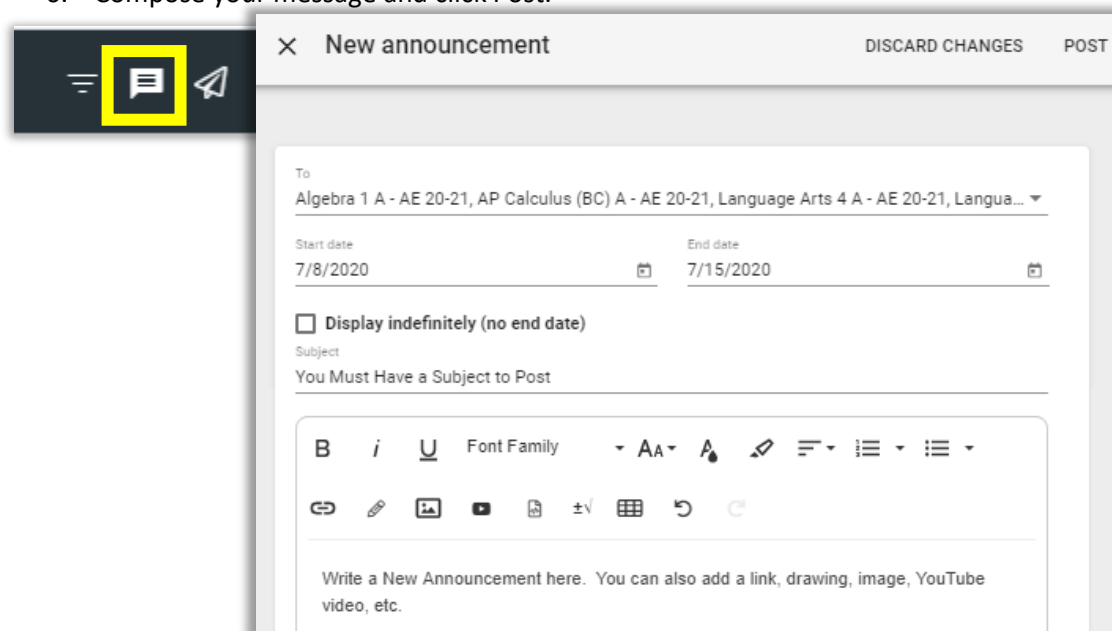 Compose your message and click Post.
New announcement DISCARD CHANGES POST
To
Algebra 1 A - AE 20-21, AP Calculus (BC) A - AE 20-21, Language Arts 4 A - AE 20-21, Langua...
Start date End date
7/8/2020 7/15/2020
Display indefinitely (no end date)
Subject
You Must Have a Subject to Post
B i U Font Family AA A
±√
Write a New Announcement here. You can also add a link, drawing, image, YouTube
video, etc.